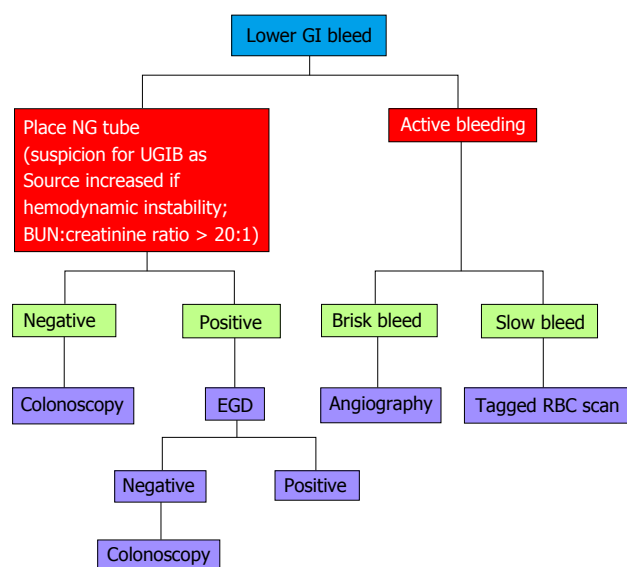 Lower GI bleed
Place NG tube
(suspicion for UGIB as
Source increased if
hemodynamic instability;
BUN:creatinine ratio > 20:1)
Active bleeding
Negative
Positive
Brisk bleed
Slow bleed
Colonoscopy
EGD
Angiography
Tagged RBC scan
Negative
Positive
Colonoscopy